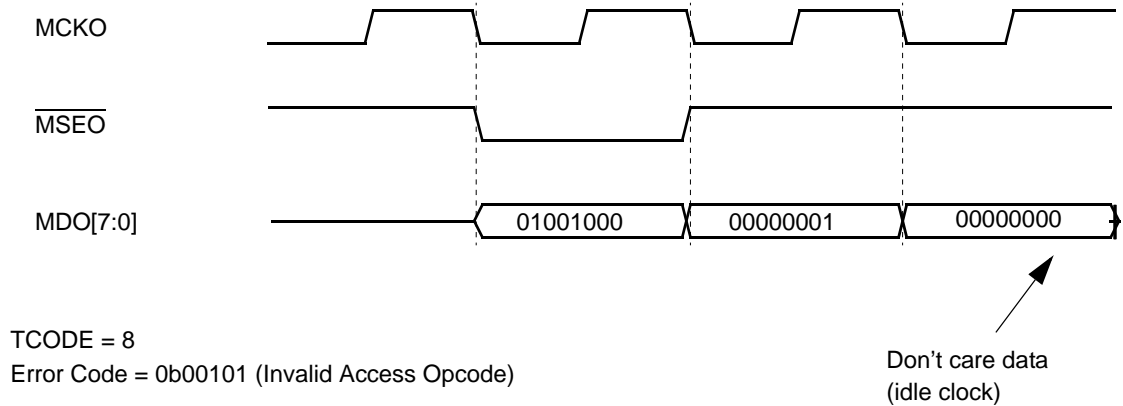 MCKO
MSEO
MDO[7:0]
01001000
00000001
00000000
TCODE = 8
Error Code = 0b00101 (Invalid Access Opcode)
Don’t care data
(idle clock)